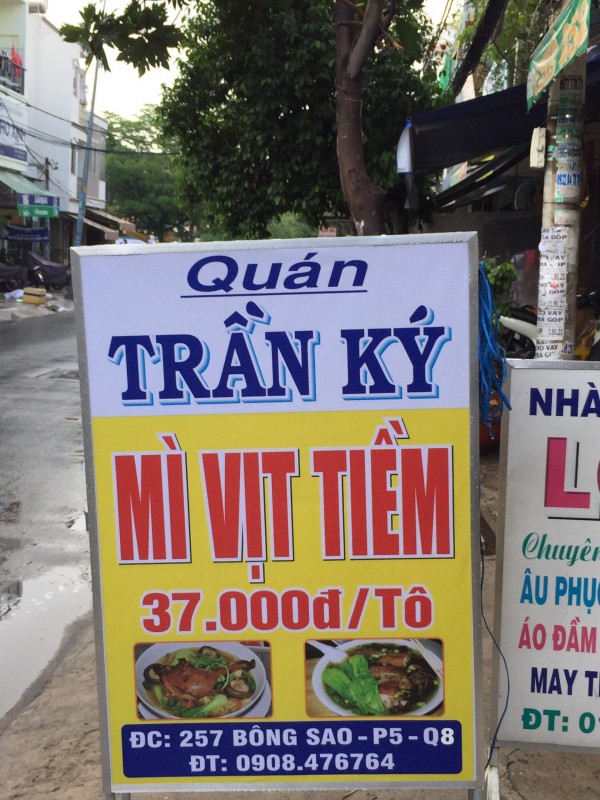 Quán
TRẦN KÝ
MÌ VỊT TIỀM
37.000đ/Tô
ĐC: 257 BÔNG SAO - P5 - Q8
ĐT: 0908.476764
NHÀ
Chuyên
ÂU PHỤC
ÁO ĐẦM
MAY
ĐT: